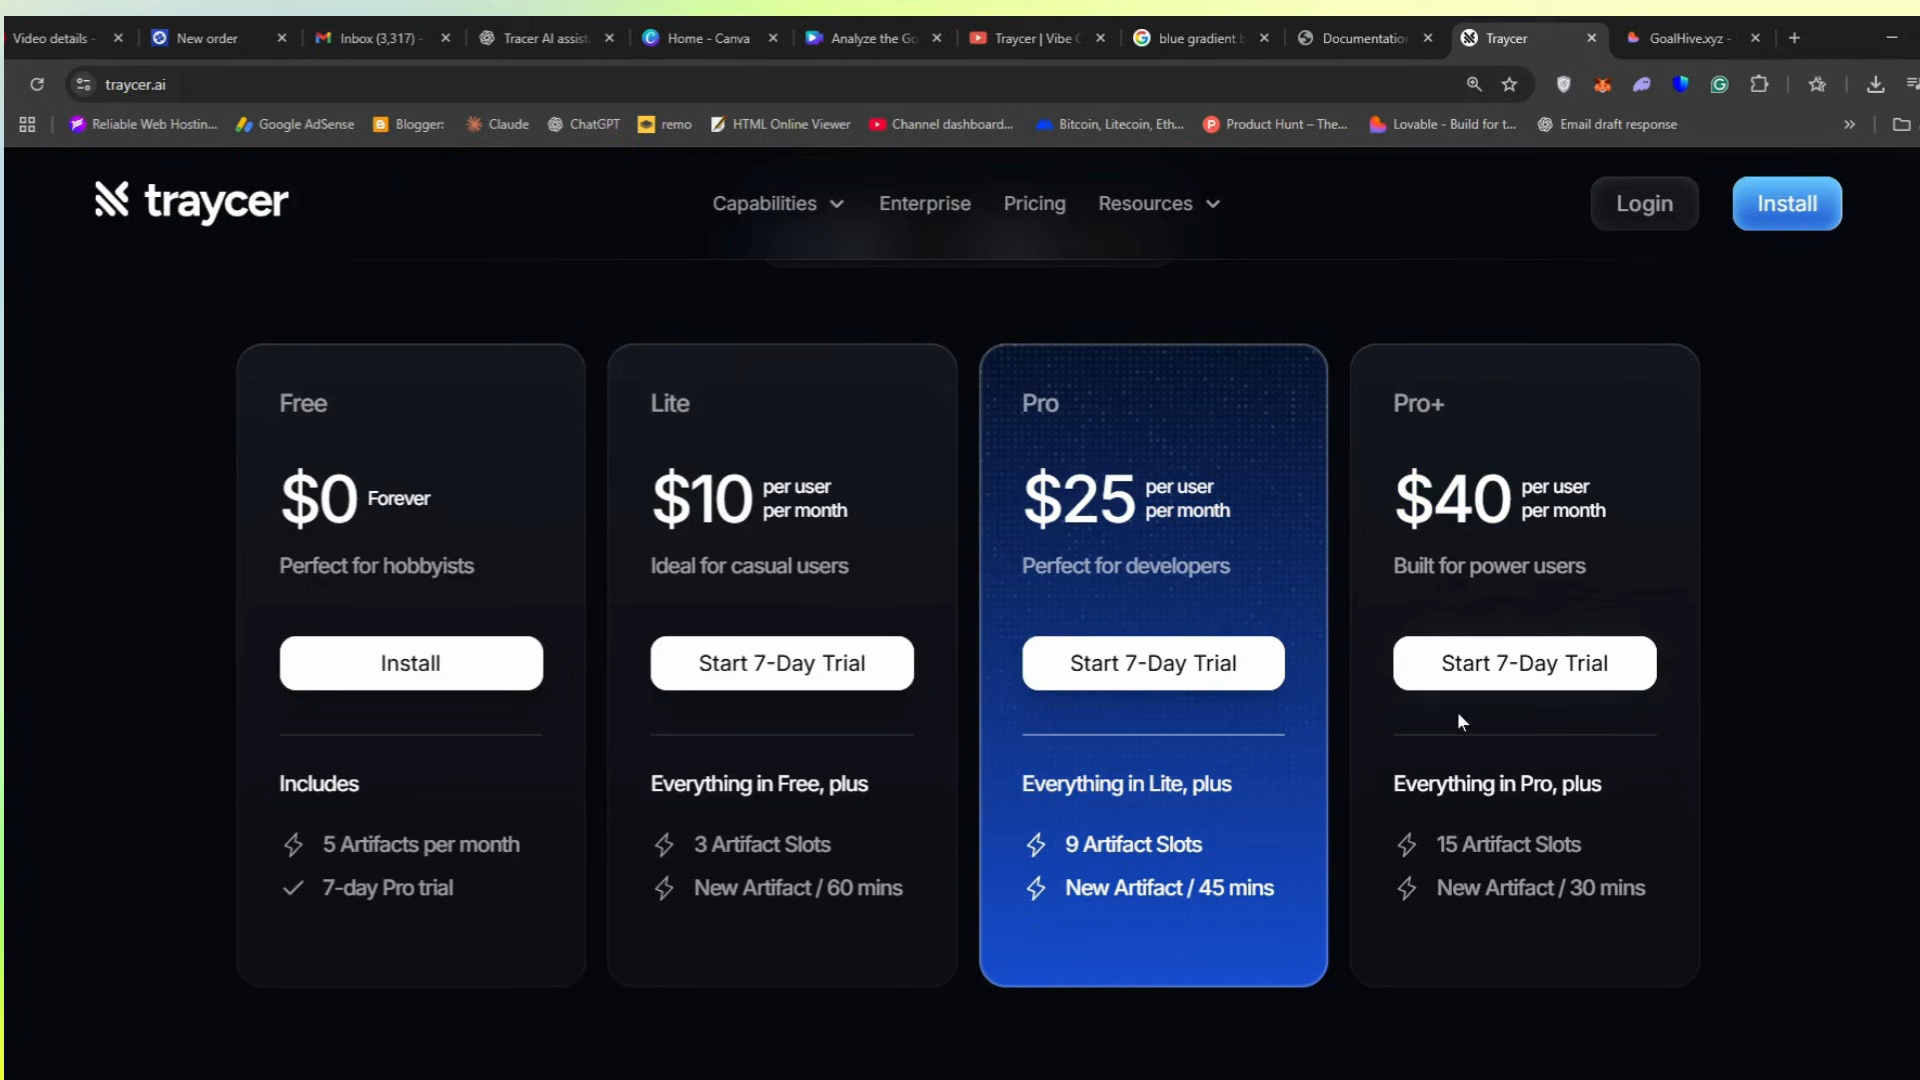 Video details -
New order
Inbox (3,317) -
Tracer AI assist
Home - Canva
Analyze the Go
Traycer | Vibe C
blue gradient b
Documentation
Traycer
GoalHive.xyz -
traycer.ai
Reliable Web Hostin...
Google AdSense
Blogger:
Claude
ChatGPT
remo
HTML Online Viewer
Channel dashboard...
Bitcoin, Litecoin, Eth...
Product Hunt – The...
Lovable - Build for t...
Email draft response
traycer
Capabilities
Enterprise
Pricing
Resources
Login
Install
Free
$0 Forever
Perfect for hobbyists
Install
Includes
5 Artifacts per month
7-day Pro trial
Lite
$10 per user
per month
Ideal for casual users
Start 7-Day Trial
Everything in Free, plus
3 Artifact Slots
New Artifact / 60 mins
Pro
$25 per user
per month
Perfect for developers
Start 7-Day Trial
Everything in Lite, plus
9 Artifact Slots
New Artifact / 45 mins
Pro+
$40 per user
per month
Built for power users
Start 7-Day Trial
Everything in Pro, plus
15 Artifact Slots
New Artifact / 30 mins